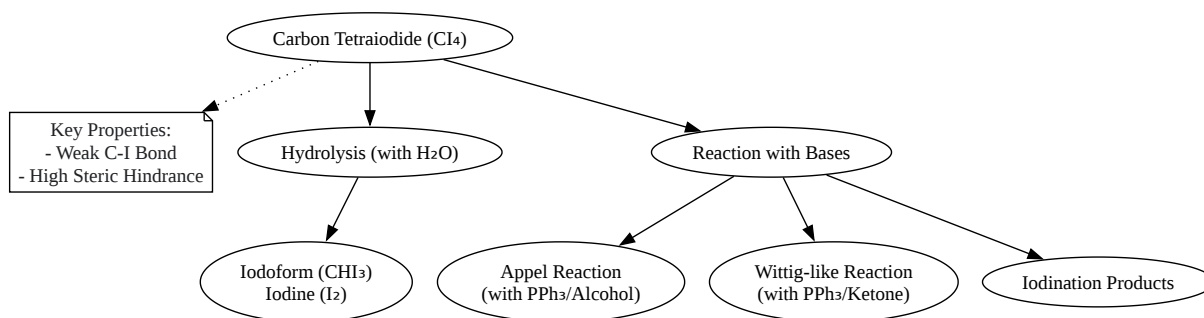 Carbon Tetraiodide (CI₄)
Key Properties:
- Weak C-I Bond
- High Steric Hindrance
Hydrolysis (with H₂O)
Reaction with Bases
Iodoform (CHI₃)
Iodine (I₂)
Appel Reaction
(with PPh₃/Alcohol)
Wittig-like Reaction
(with PPh₃/Ketone)
Iodination Products